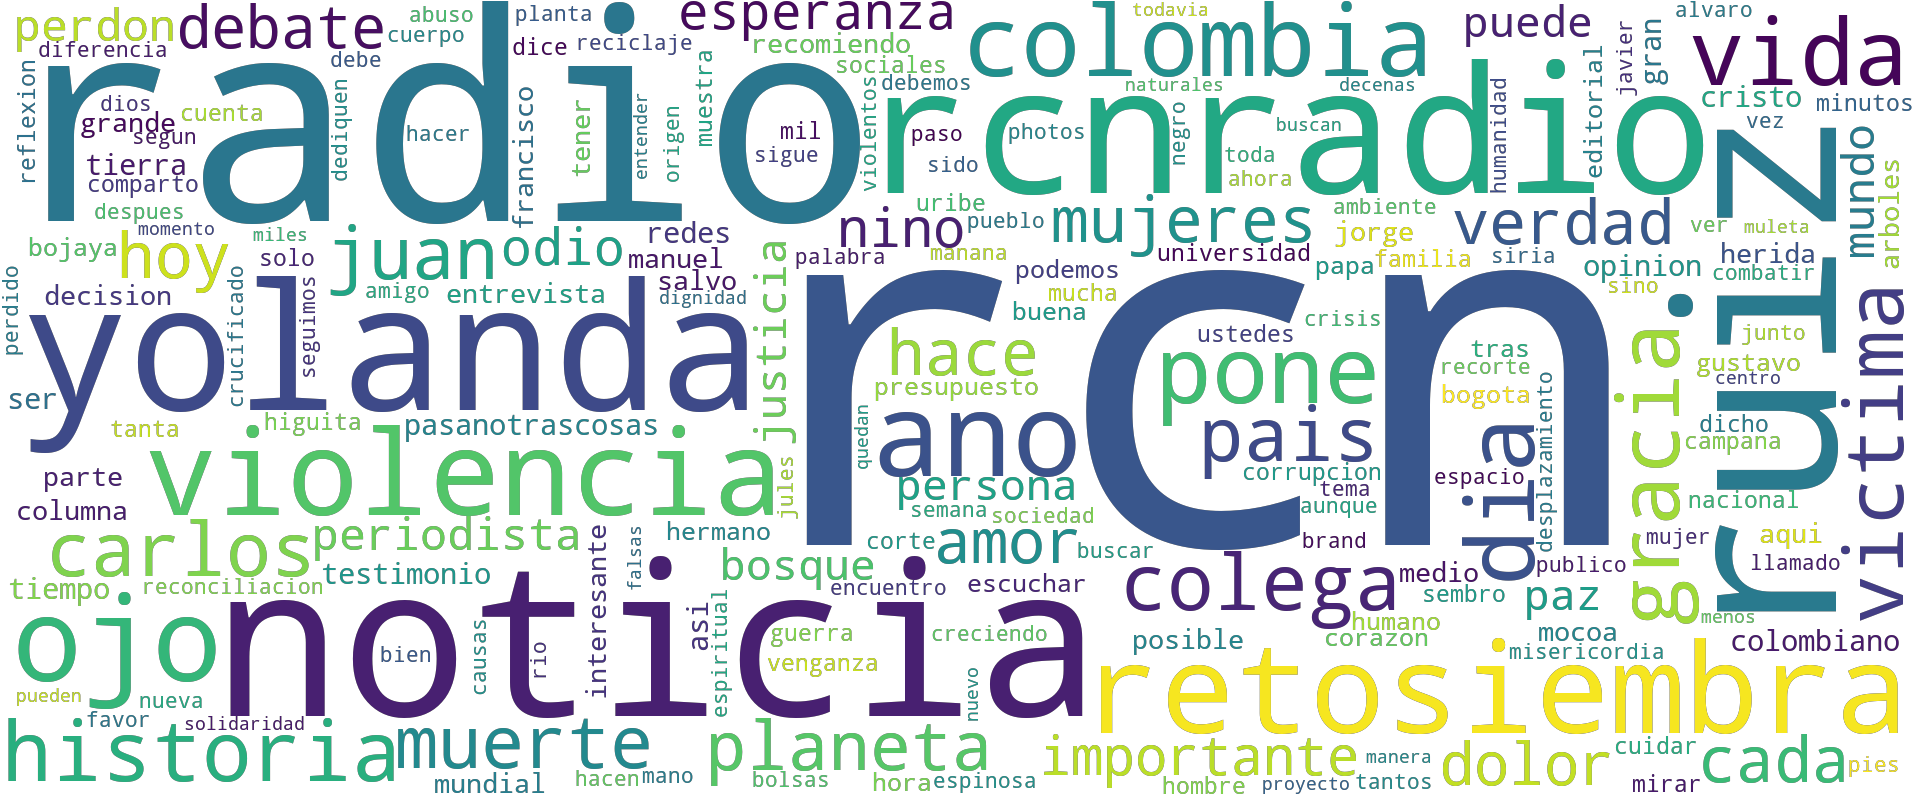 perdon
debate
radio
abuso
cuerpo
planta
dice
reciclaje
esperanza
todavia
colombia
puede
gran
alvaro
vida
diferencia
debe
recomiendo
sociales
debemos
naturales
decenas
editorial
javier
cristo
minutos
vez
reflexion
dios
grande
segun
cuenta
tierra
comparto
despues
momento
dediquen
hacer
francisco
tener
entender
origen
muestra
mil
sigue
violentos
rcnradio
paso
sido
photos
negro
buscan
toda
ahora
humanidad
ruiz
mundo
arboles
bojaya
hoy
miles
solo
juan
odio
redes
manuel
salvo
amigo
entrevista
dignidad
palabra
nino
uribe
pueblo
manana
mujeres
podemos
mucha
buena
universidad
ambiente
jorge
papa
familia
verdad
siria
opinion
sino
ver
muleta
herida
combatir
perdido
decision
crucificado
seguimos
yolanda
justicia
rcn
hace
presupuesto
ustedes
crisis
pone
tras
recorte
bogota
gracia
junto
gustavo
centro
victima
ser
tanta
higuita
pasanotrascosas
violencia
quedan
ano
pais
dia
desplazamiento
dicho
campana
parte
columna
jules
persona
semana
sociedad
corrupcion
tema
aunque
espacio
nacional
carlos
periodista
interesante
falsas
hermano
corte
amor
buscar
brand
publico
mujer
aqui
llamado
tiempo
reconciliacion
testimonio
bosque
encuentro
escuchar
colega
medio
sembro
paz
menos
ojo
noticia
bien
causas
rio
asi
espiritual
guerra
venganza
creciendo
nuevo
posible
humano
corazon
mocoa
misericordia
colombiano
pueden
nueva
favor
solidaridad
retosiembra
historia
muerte
mundial
hacen
mano
planeta
bolsas
hora
espinosa
importante
hombre
proyecto
manera
tantos
dolor
cuidar
mirar
cada
pies